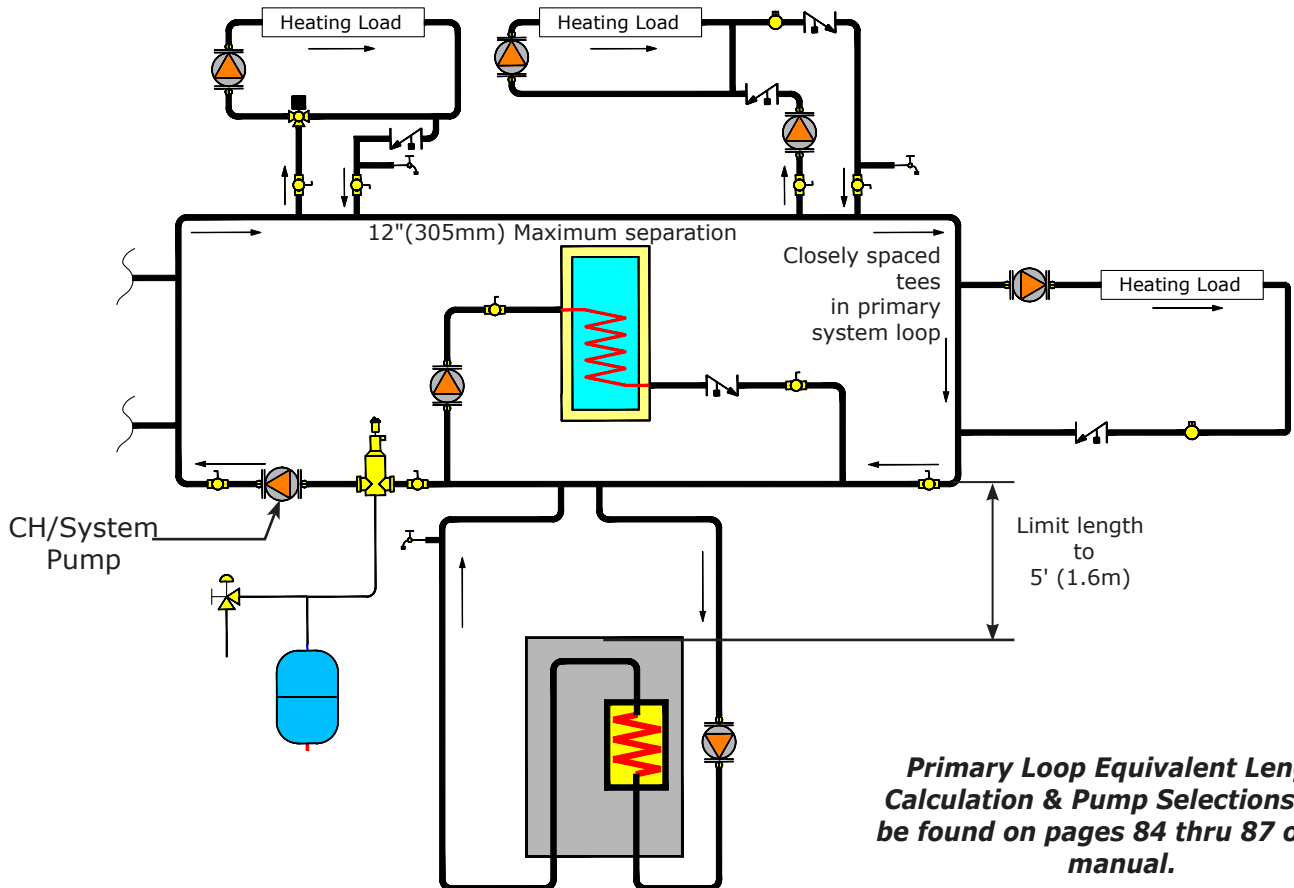 Heating Load
Heating Load
12"(305mm) Maximum separation
Closely spaced
tees
in primary
system loop
Heating Load
CH/System
Pump
Limit length
to
5' (1.6m)
Primary Loop Equivalent
Calculation & Pump Selections
be found on pages 84 thru 87
manual.